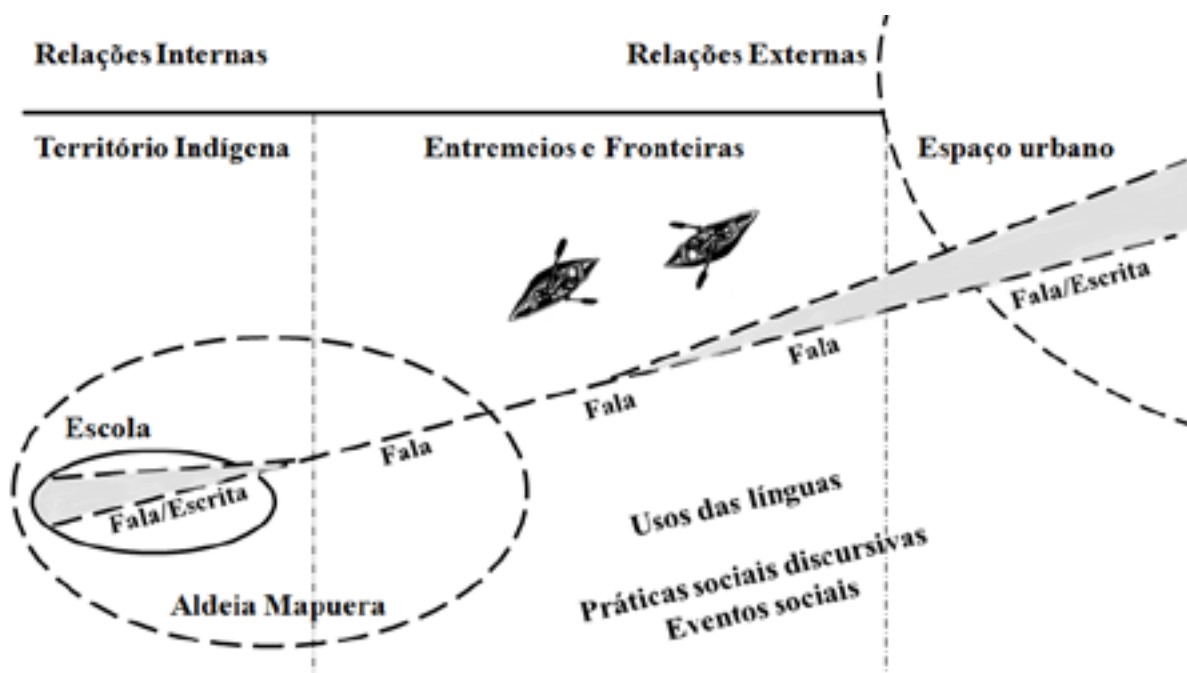 Relações Internas
Relações Externas
Território Indígena
Entremeios e Fronteiras
Espaço urbano
Fala/Escrita
Fala
Fala
Fala
Escola
Fala/Escrita
Usos das línguas
Práticas sociais discursivas
Eventos sociais
Aldeia Mapuera